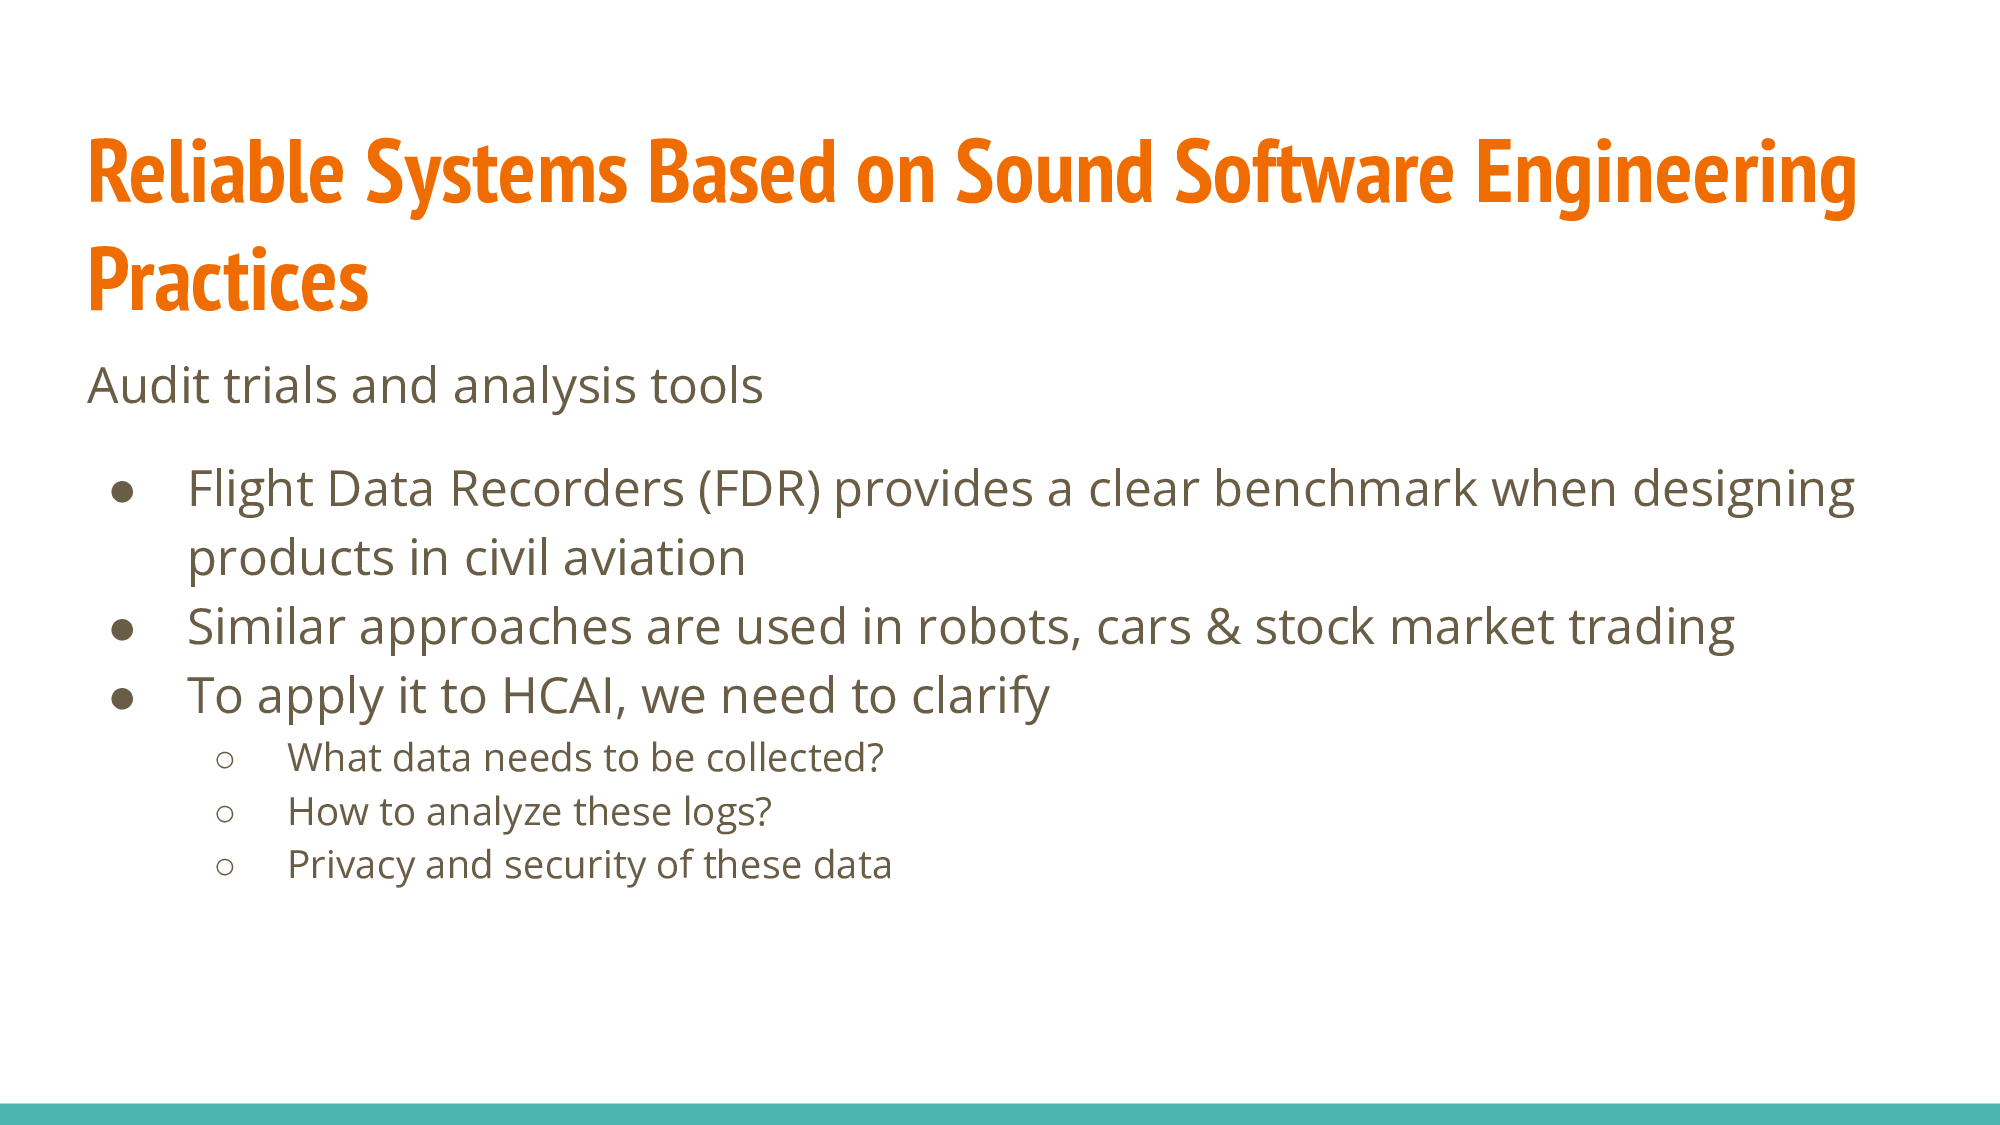 Reliable Systems Based on Sound Software Engineering
Practices
Audit trials and analysis tools
● Flight Data Recorders (FDR) provides a clear benchmark when designing
products in civil aviation
● Similar approaches are used in robots, cars & stock market trading
● To apply it to HCAI, we need to clarify
○ What data needs to be collected?
○ How to analyze these logs?
○ Privacy and security of these data